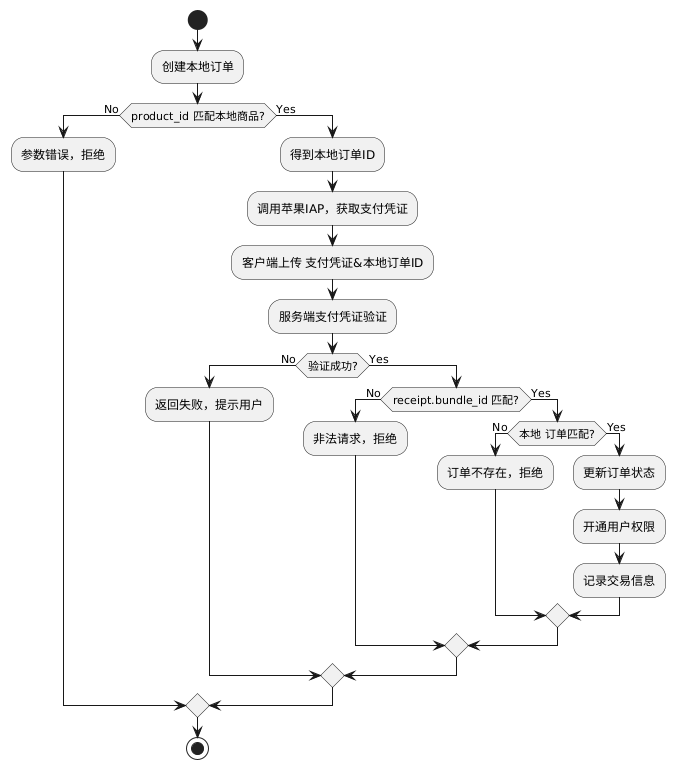 创建本地订单
No
product_id 匹配本地商品?
Yes
参数错误，拒绝
得到本地订单ID
调用苹果IAP，获取支付凭证
客户端上传 支付凭证&本地订单ID
服务端支付凭证验证
No
验证成功?
Yes
返回失败，提示用户
No
receipt.bundle_id 匹配?
Yes
非法请求，拒绝
No
本地 订单匹配?
Yes
订单不存在，拒绝
更新订单状态
开通用户权限
记录交易信息